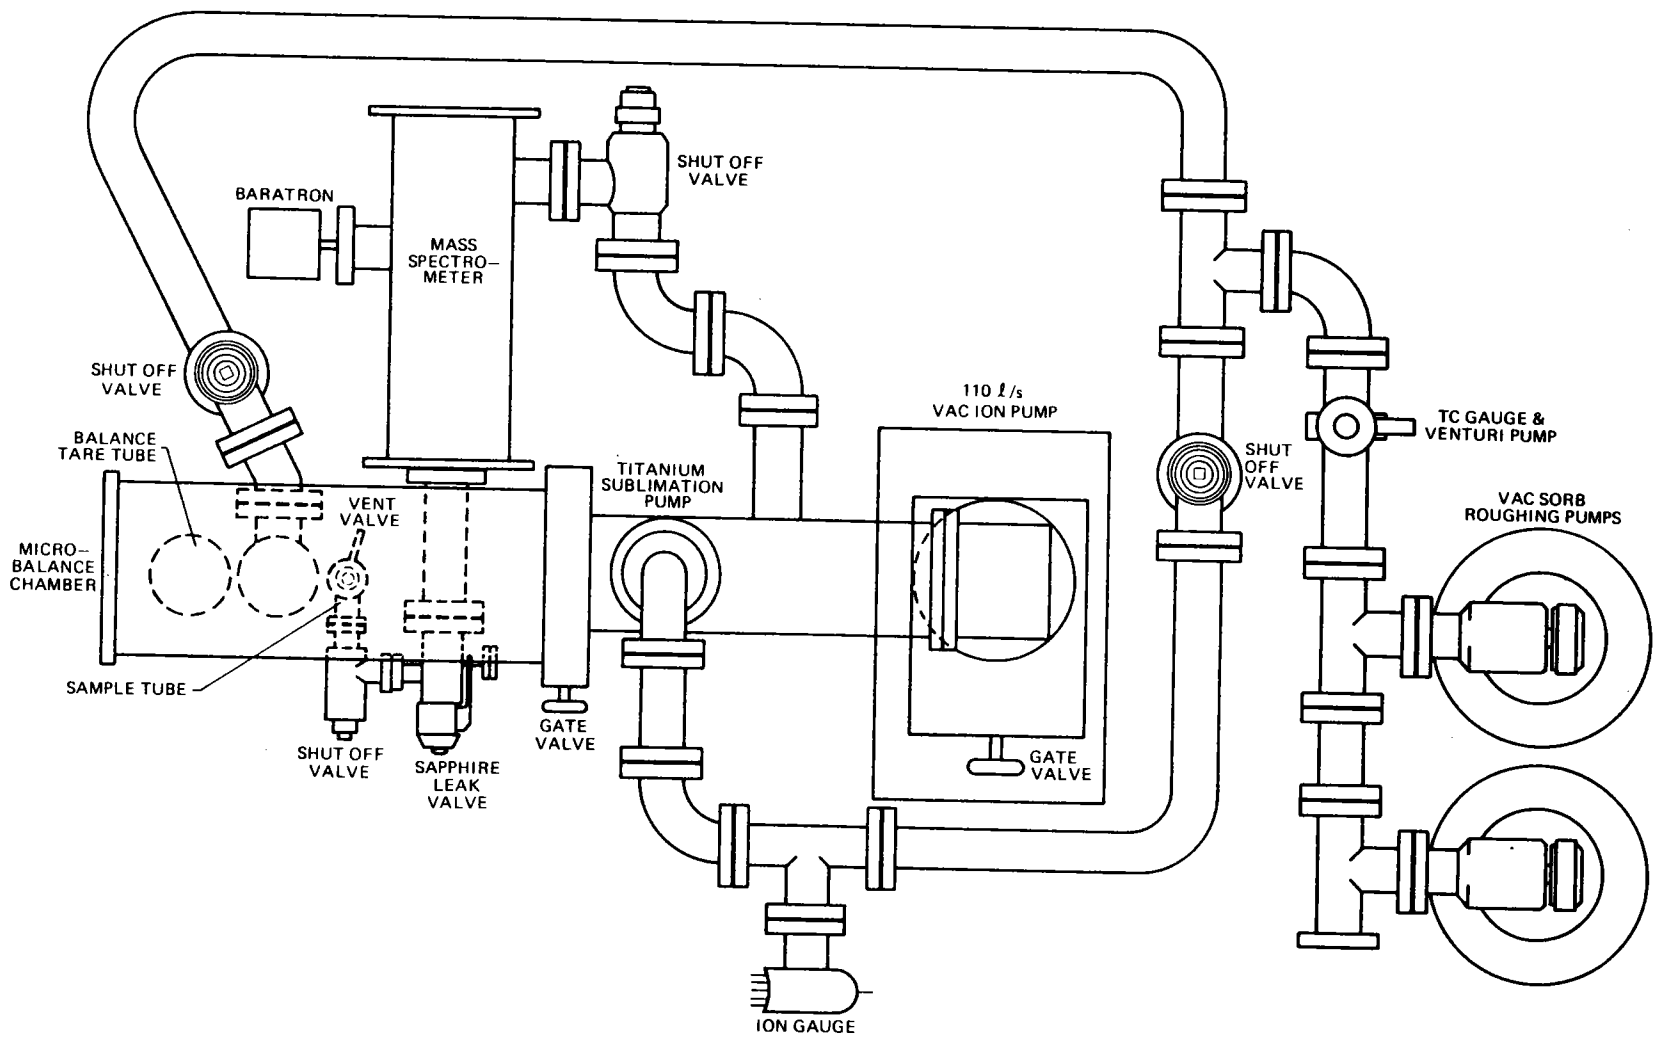 SHUT OFF
VALVE
BARATRON
MASS
SPECTRO—
METER
SHUT OFF
VALVE
110 ℓ/s
VAC ION PUMP
TC GAUGE &
VENTURI PUMP
BALANCE
TARE TUBE
TITANIUM
SUBLIMATION
PUMP
SHUT
OFF
VALVE
VENT
VALVE
VAC SORB
ROUGHING PUMPS
MICRO—
BALANCE
CHAMBER
SAMPLE TUBE
SHUT OFF
VALVE
SAPPHIRE
LEAK
VALVE
GATE
VALVE
GATE
VALVE
ION GAUGE